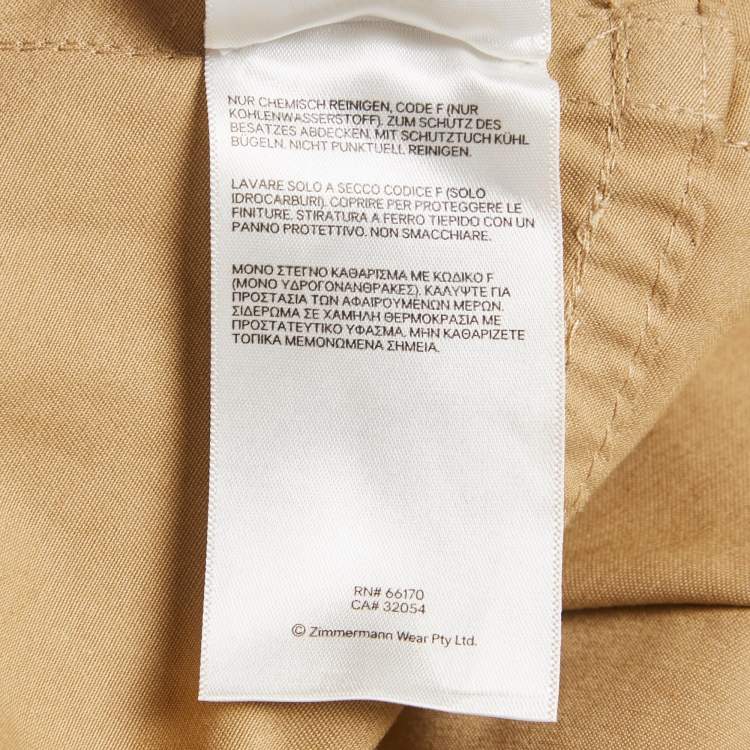 NUR CHEMISCH REINIGEN, CODE F (NUR
KOHLENWASSERSTOFF). ZUM SCHUTZ DES
BESATZES ABDECKEN. MIT SCHUTZTUCH KÜHL
BÜGELN. NICHT PUNKTUELL REINIGEN.
LAVARE SOLO A SECCO CODICE F (SOLO
IDROCARBURI). COPRIRE PER PROTEGGERE LE
FINITURE. STIRATURA A FERRO TIEPIDO CON UN
PANNO PROTETTIVO. NON SMACCHIARE.
ΜΟΝΟ ΣΤΕΓΝΟ ΚΑΘΑΡΙΣΜΑ ΜΕ ΚΩΔΙΚΟ F
(ΜΟΝΟ ΥΔΡΟΓΟΝΑΝΘΡΑΚΕΣ). ΚΑΛΥΨΤΕ ΓΙΑ
ΠΡΟΣΤΑΣΙΑ ΤΩΝ ΑΦΑΙΡΟΥΜΕΝΩΝ ΜΕΡΩΝ.
ΣΙΔΕΡΩΜΑ ΣΕ ΧΑΜΗΛΗ ΘΕΡΜΟΚΡΑΣΙΑ ΜΕ
ΠΡΟΣΤΑΤΕΥΤΙΚΟ ΥΦΑΣΜΑ. ΜΗΝ ΚΑΘΑΡΙΖΕΤΕ
ΤΟΠΙΚΑ ΜΕΜΟΝΩΜΕΝΑ ΣΗΜΕΙΑ.
RN# 66170
CA# 32054
© Zimmermann Wear Pty Ltd.